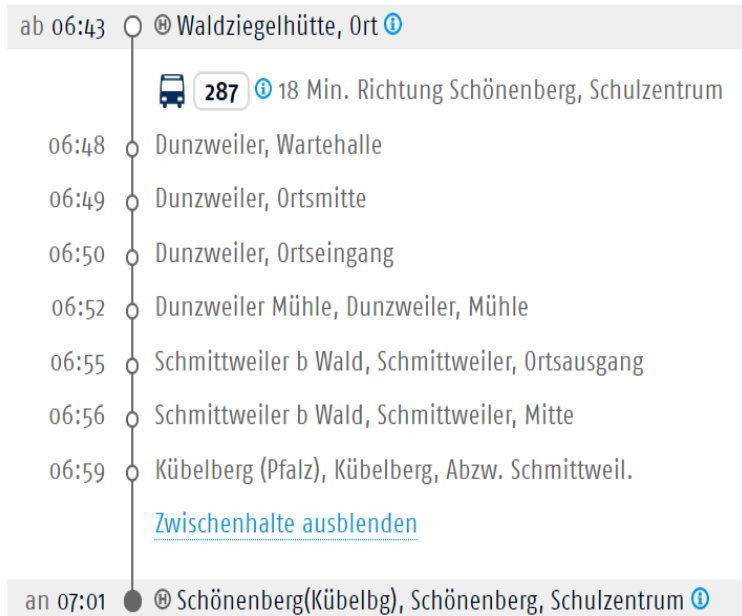 ab 06:43 Ⓗ Waldziegelhütte, Ort ⓘ
287 ⓘ 18 Min. Richtung Schönenberg, Schulzentrum
06:48 Dunzweiler, Wartehalle
06:49 Dunzweiler, Ortsmitte
06:50 Dunzweiler, Ortseingang
06:52 Dunzweiler Mühle, Dunzweiler, Mühle
06:55 Schmittweiler b Wald, Schmittweiler, Ortsausgang
06:56 Schmittweiler b Wald, Schmittweiler, Mitte
06:59 Kübelberg (Pfalz), Kübelberg, Abzw. Schmittweil.
Zwischenhalte ausblenden
an 07:01 Ⓗ Schönenberg(Kübelbg), Schönenberg, Schulzentrum ⓘ